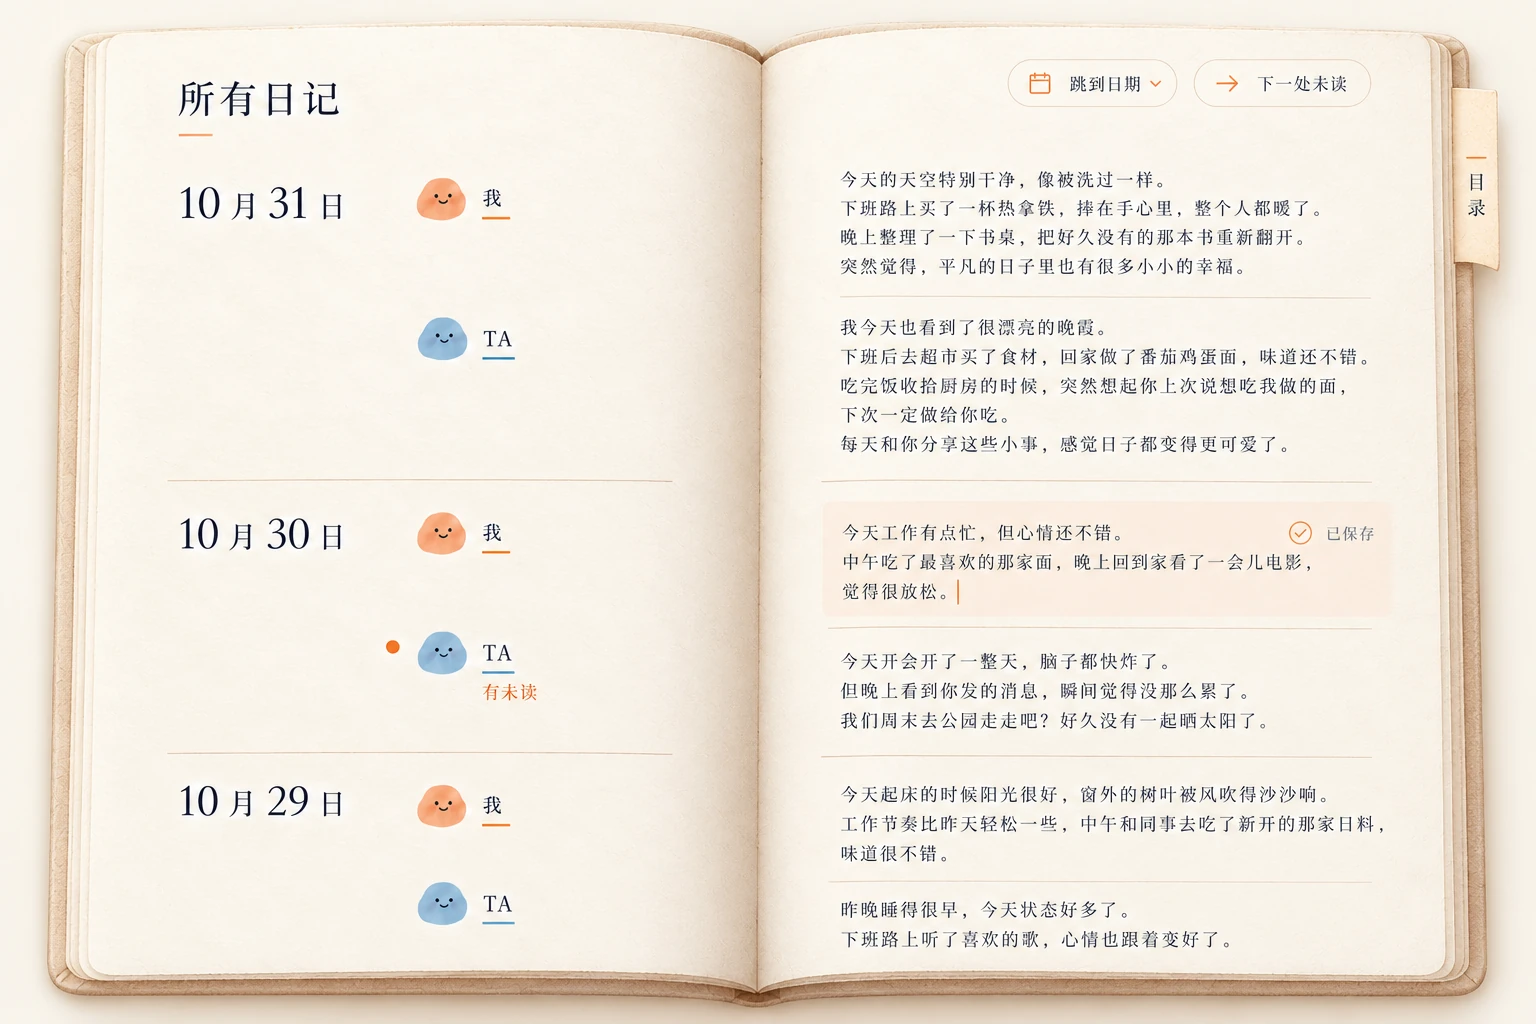 所有日记
跳到日期
下一处未读
目录
10 月 31 日
我
今天的天空特别干净，像被洗过一样。
下班路上买了一杯热拿铁，捧在手心里，整个人都暖了。
晚上整理了一下书桌，把好久没有的那本书重新翻开。
突然觉得，平凡的日子里也有很多小小的幸福。
TA
我今天也看到了很漂亮的晚霞。
下班后去超市买了食材，回家做了番茄鸡蛋面，味道还不错。
吃完饭收拾厨房的时候，突然想起你上次说想吃我做的面，
下次一定做给你吃。
每天和你分享这些小事，感觉日子都变得更可爱了。
10 月 30 日
我
今天工作有点忙，但心情还不错。
已保存
中午吃了最喜欢的那家面，晚上回到家看了一会儿电影，
觉得很放松。
TA
有未读
今天开会开了一整天，脑子都快炸了。
但晚上看到你发的消息，瞬间觉得没那么累了。
我们周末去公园走走吧？好久没有一起晒太阳了。
10 月 29 日
我
今天起床的时候阳光很好，窗外的树叶被风吹得沙沙响。
工作节奏比昨天轻松一些，中午和同事去吃了新开的那家日料，
味道很不错。
TA
昨晚睡得很早，今天状态好多了。
下班路上听了喜欢的歌，心情也跟着变好了。